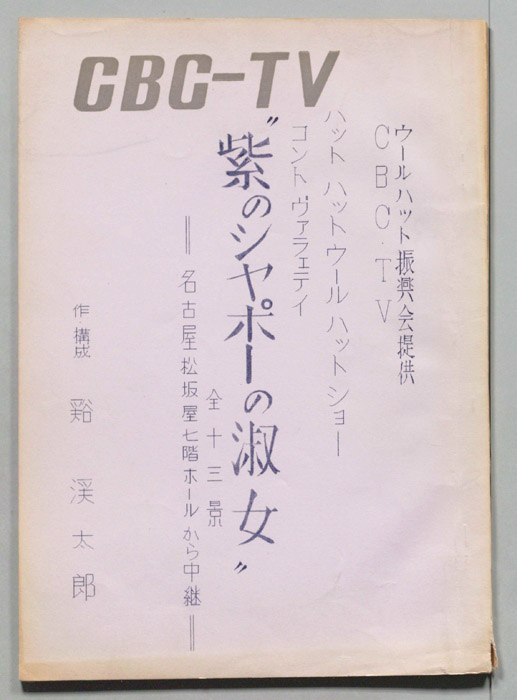 CBC-TV
ウールハット振興会提供
CBC・TV
ハット ハットウール ハットショー
コントヴァラエティ
"紫のシャポーの淑女"
全十三景
==名古屋松坂屋七階ホールから中継==
作構成 谿 渓太郎